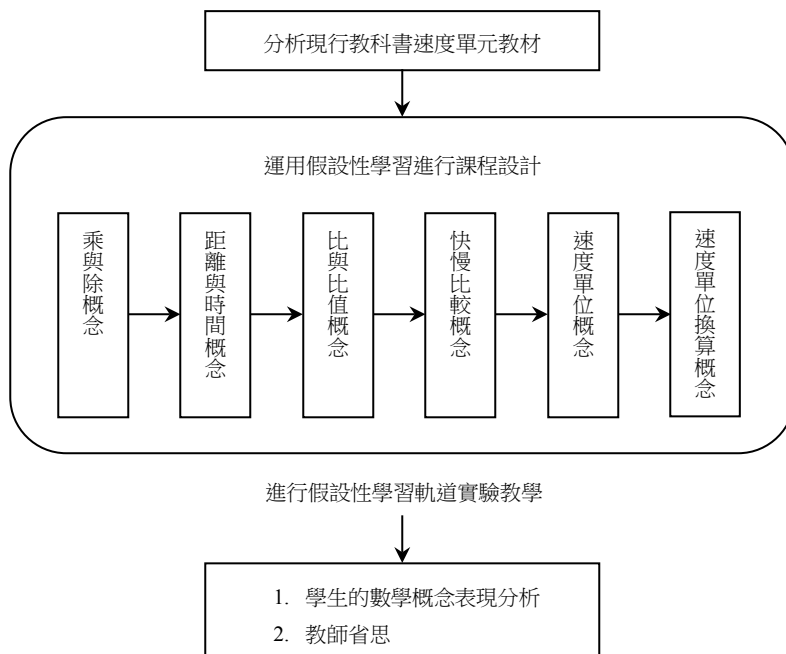 分析現行教科書速度單元教材
運用假設性學習進行課程設計
乘與除概念
距離與時間概念
比與比值概念
快慢比較概念
速度單位概念
速度單位換算概念
進行假設性學習軌道實驗教學
1. 學生的數學概念表現分析
2. 教師省思